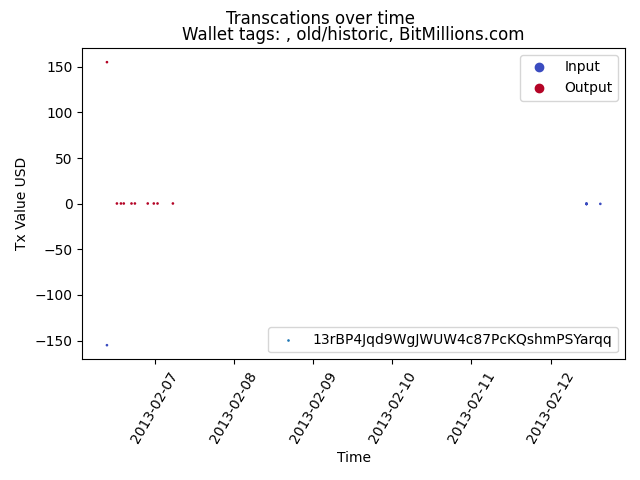 Transcations over time
Wallet tags: , old/historic, BitMillions.com
150
100
50
0
−50
−100
−150
Tx Value USD
Input
Output
13rBP4Jqd9WgJWUW4c87PcKQshmPSYarqq
2013-02-07
2013-02-08
2013-02-09
2013-02-10
2013-02-11
2013-02-12
Time